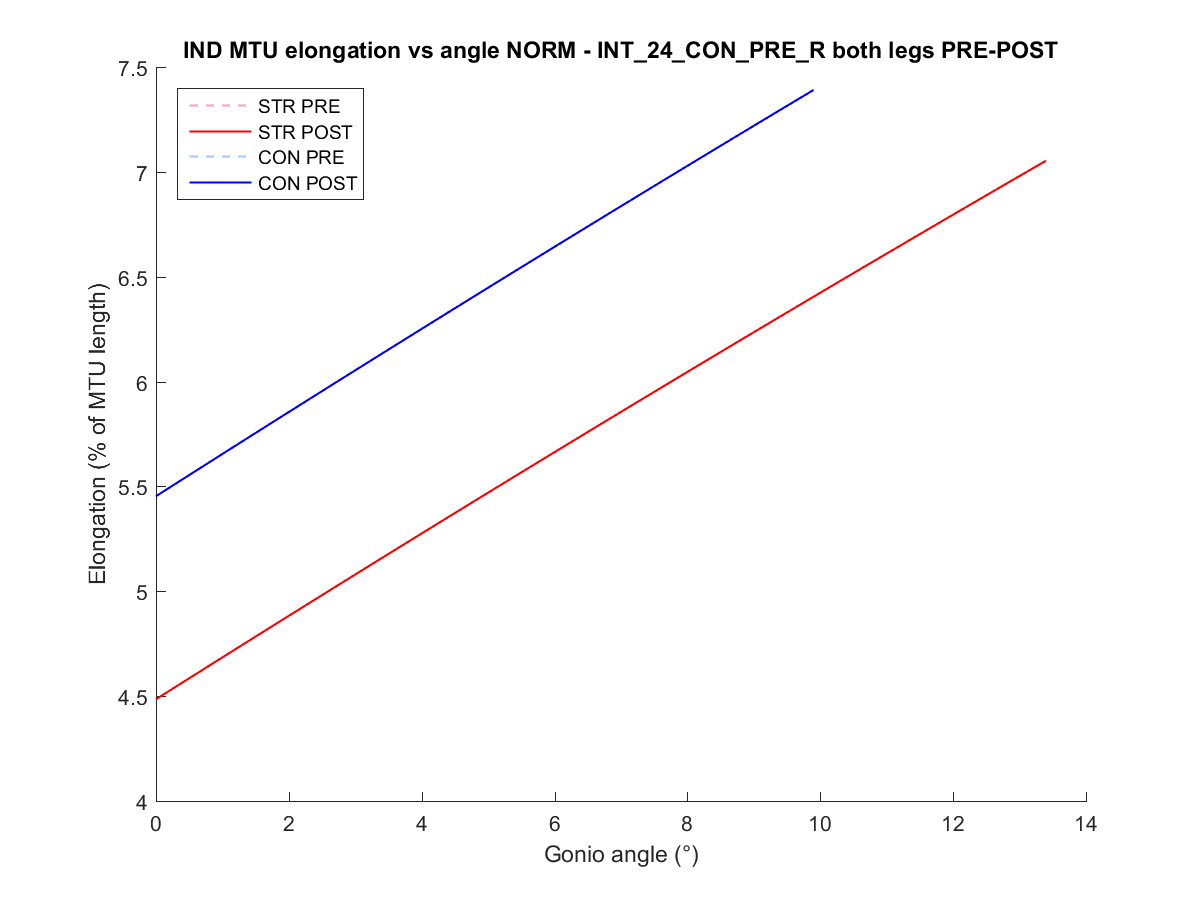 IND MTU elongation vs angle NORM - INT_24_CON_PRE_R both legs PRE-POST
7.5
7
6.5
6
5.5
5
4.5
4
STR PRE
STR POST
CON PRE
CON POST
Elongation (% of MTU length)
0 2 4 6 8 10 12 14
Gonio angle (°)